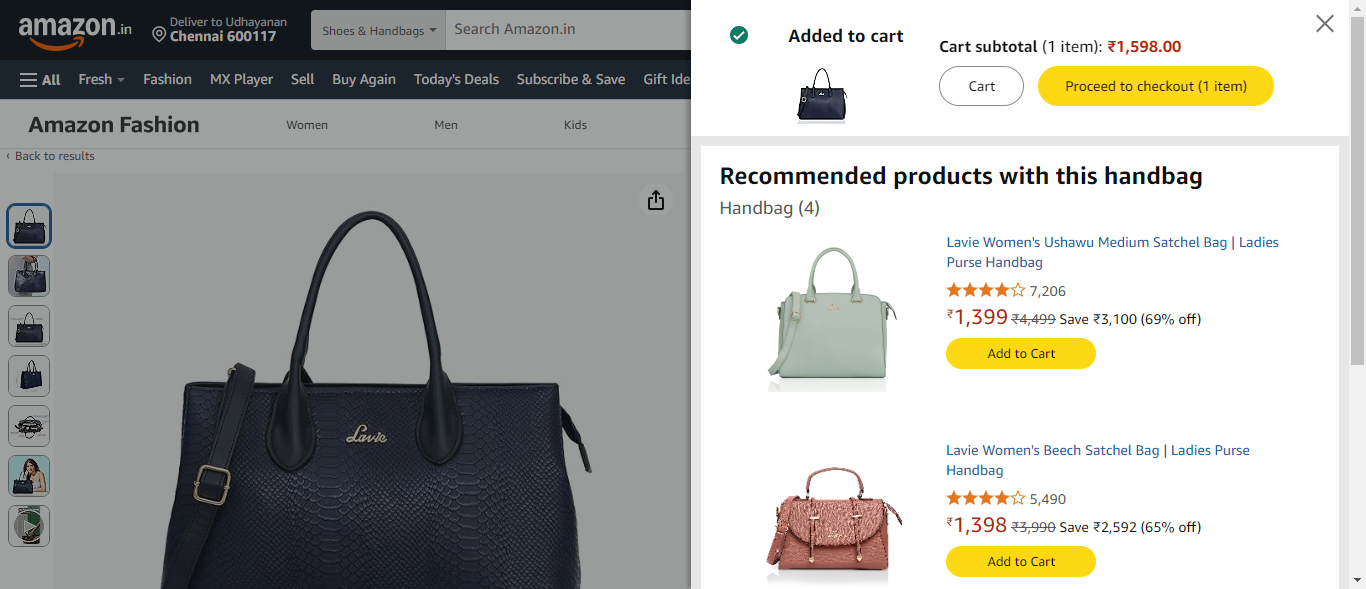 amazon.in
Deliver to Udhayanan
Chennai 600117
Shoes & Handbags
Search Amazon.in
All
Fresh
Fashion
MX Player
Sell
Buy Again
Today's Deals
Subscribe & Save
Gift Ide
Amazon Fashion
Women
Men
Kids
‹ Back to results
Lavie
Added to cart
Cart subtotal (1 item): ₹1,598.00
Cart
Proceed to checkout (1 item)
Recommended products with this handbag
Handbag (4)
Lavie Women's Ushawu Medium Satchel Bag | Ladies
Purse Handbag
7,206
₹1,399 ₹4,499 Save ₹3,100 (69% off)
Add to Cart
Lavie Women's Beech Satchel Bag | Ladies Purse
Handbag
5,490
₹1,398 ₹3,990 Save ₹2,592 (65% off)
Add to Cart